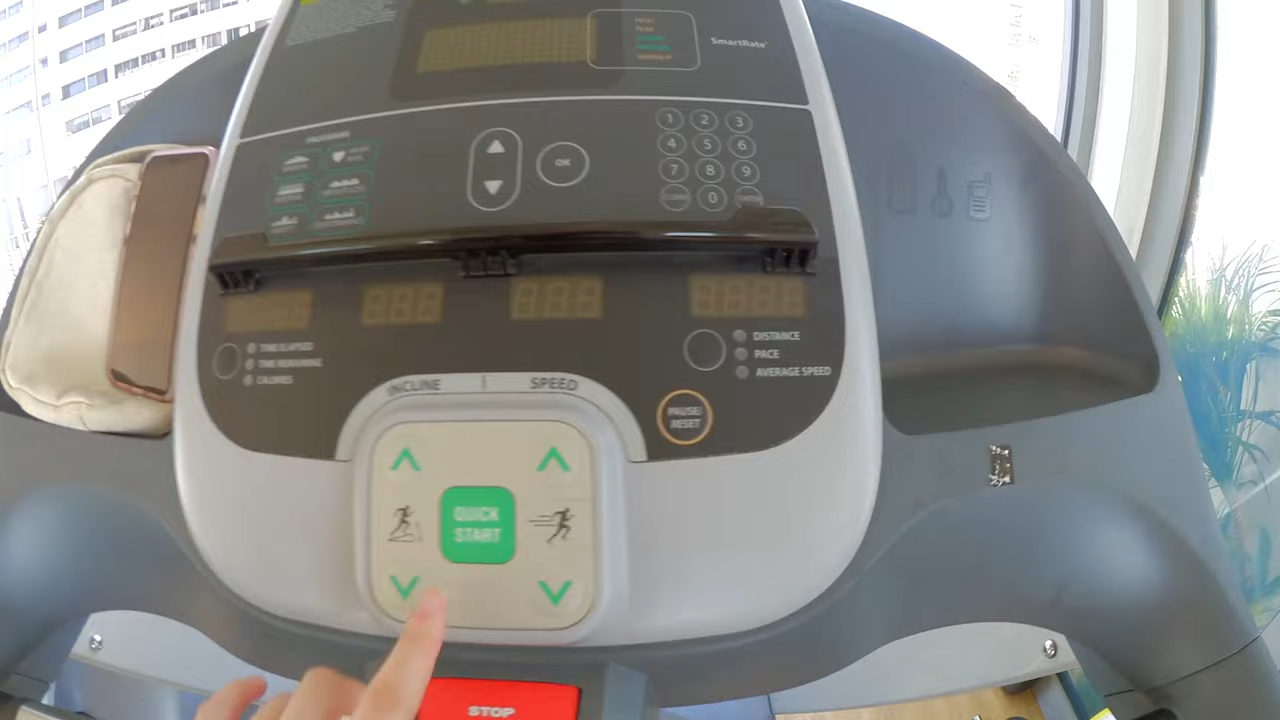 SmartRate
PROGRAMS
1 2 3
4 5 6
7 8 9
0
OK
TIME ELAPSED
TIME REMAINING
CALORIES
DISTANCE
PACE
AVERAGE SPEED
INCLINE | SPEED
PAUSE/
RESET
QUICK
START
STOP